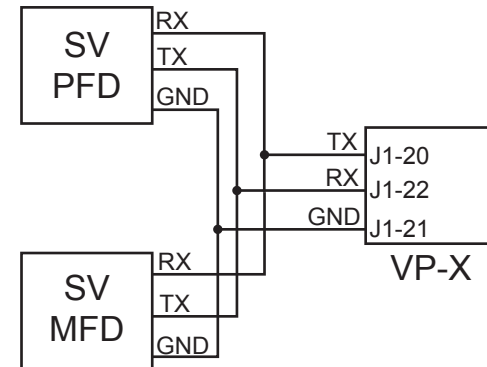 SV
PFD
RX
TX
GND
TX
RX
GND
J1-20
J1-22
J1-21
VP-X
SV
MFD
RX
TX
GND